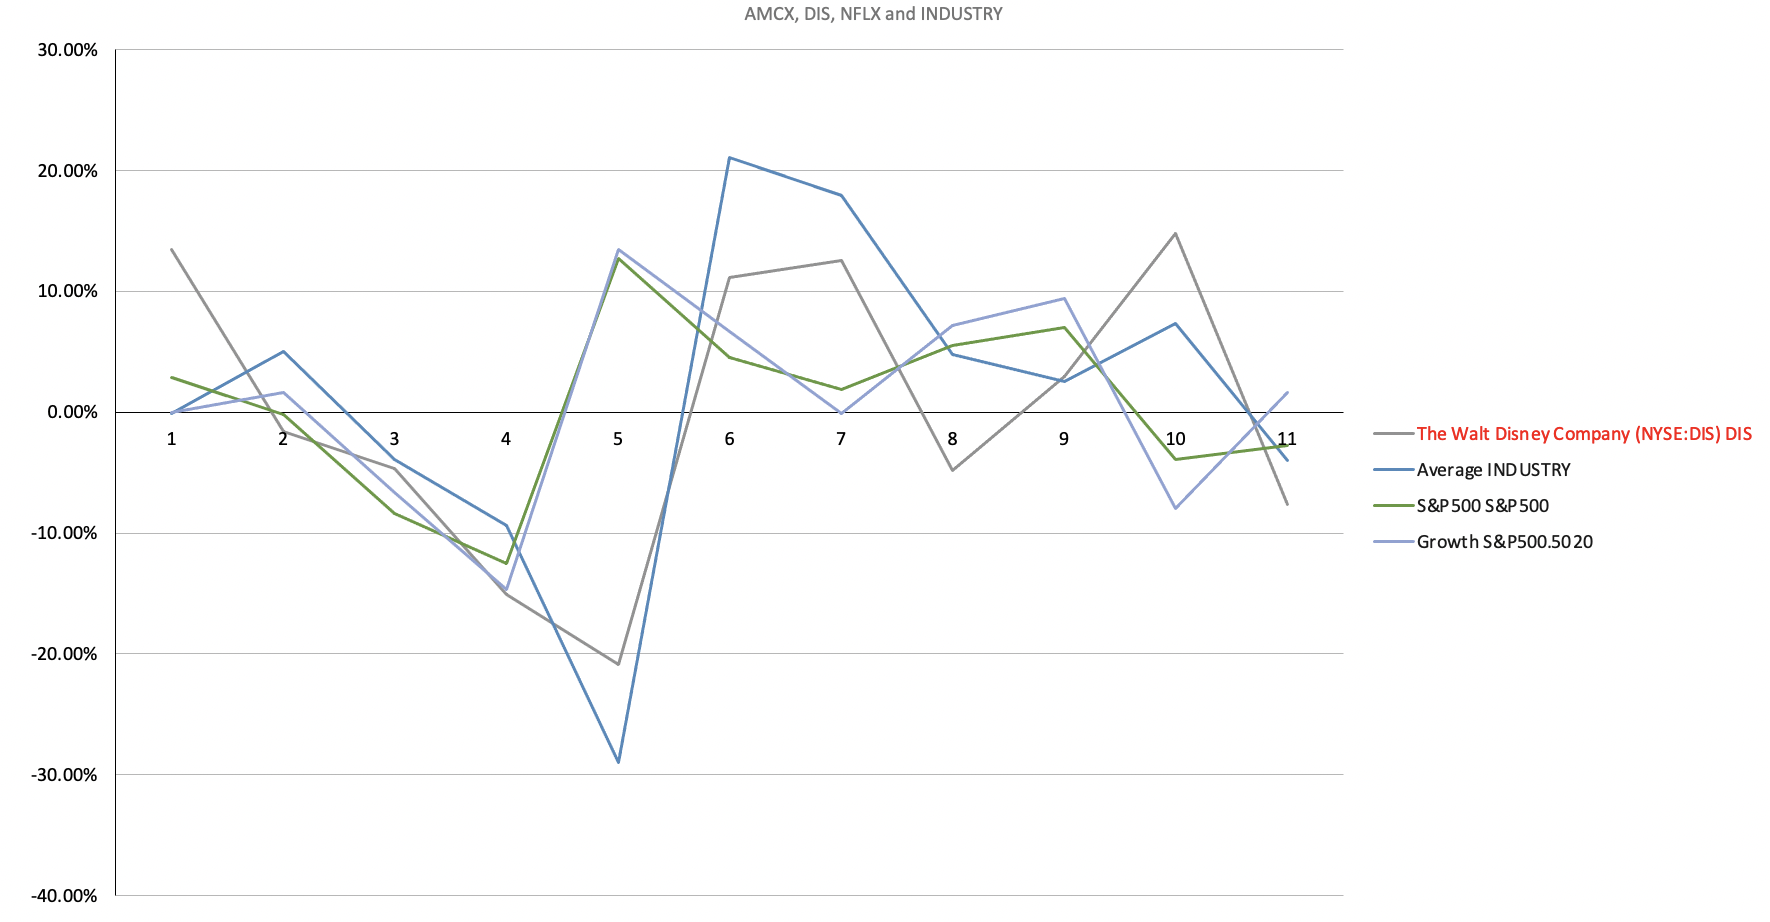 AMCX, DIS, NFLX and INDUSTRY
30.00%
20.00%
10.00%
0.00%
-10.00%
-20.00%
-30.00%
-40.00%
1 2 3 4 5 6 7 8 9 10 11
The Walt Disney Company (NYSE:DIS) DIS
Average INDUSTRY
S&P500 S&P500
Growth S&P500.5020